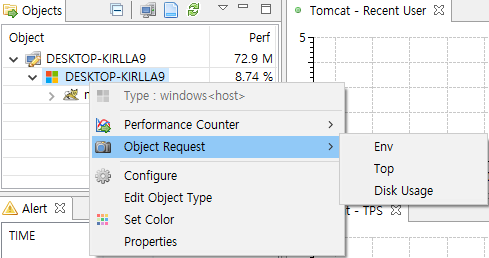 Objects
Object
Perf
DESKTOP-KIRLLA9
72.9 M
DESKTOP-KIRLLA9
8.74 %
Type : windows<host>
Performance Counter
Object Request
Configure
Edit Object Type
Set Color
Properties
Env
Top
Disk Usage
Alert
TIME
Tomcat - Recent User
5
t - TPS